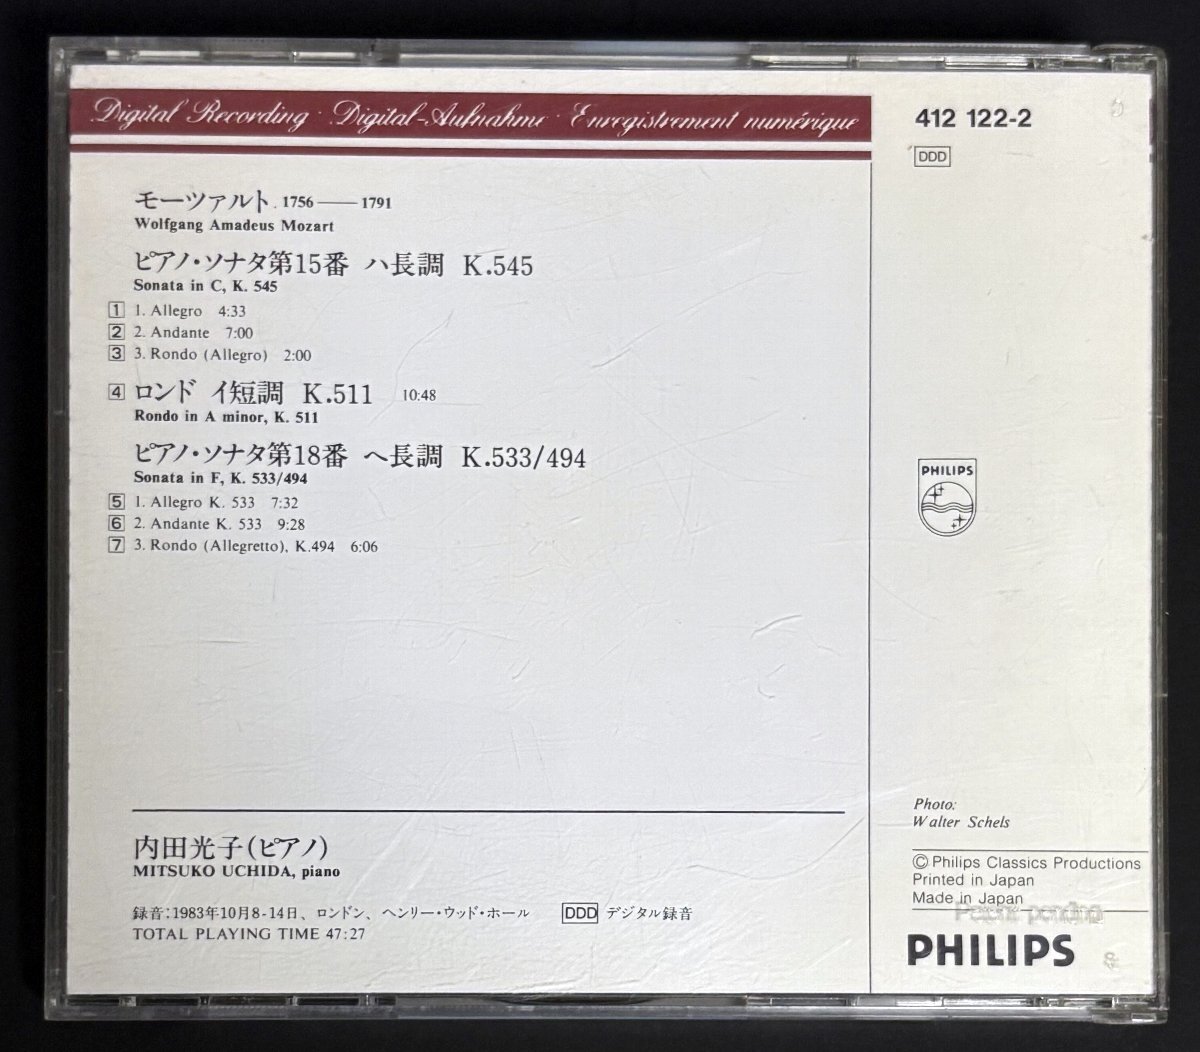 Digital Recording · Digital-Aufnahme · Enregistrement numérique
412 122-2
DDD
モーツァルト. 1756——1791
Wolfgang Amadeus Mozart
ピアノ・ソナタ第15番 ハ長調 K.545
Sonata in C, K. 545
1 1. Allegro 4:33
2 2. Andante 7:00
3 3. Rondo (Allegro) 2:00
4 ロンド イ短調 K.511 10:48
Rondo in A minor, K. 511
ピアノ・ソナタ第18番 ヘ長調 K.533/494
Sonata in F, K. 533/494
5 1. Allegro K. 533 7:32
6 2. Andante K. 533 9:28
7 3. Rondo (Allegretto), K.494 6:06
PHILIPS
内田光子(ピアノ)
MITSUKO UCHIDA, piano
録音:1983年10月8-14日、ロンドン、ヘンリー・ウッド・ホール DDD デジタル録音
TOTAL PLAYING TIME 47:27
Photo:
Walter Schels
© Philips Classics Productions
Printed in Japan
Made in Japan
Patent pending
PHILIPS